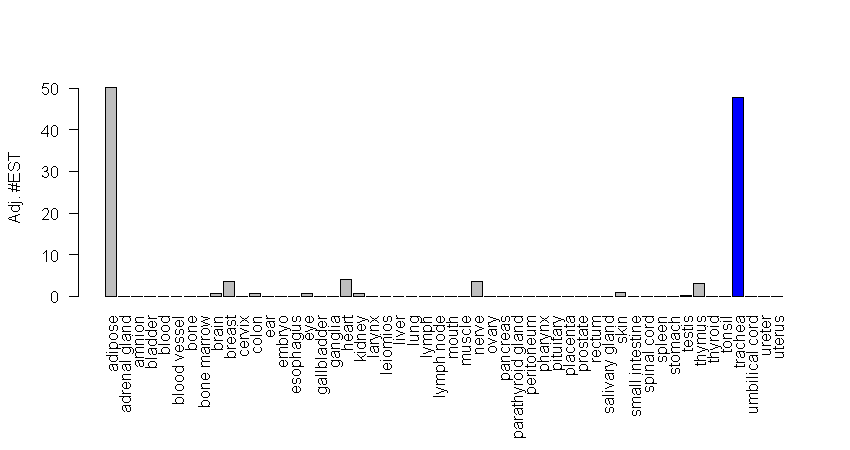 Adj. #EST
50
40
30
20
10
0
adipose
adrenal gland
amnion
bladder
blood
blood vessel
bone
bone marrow
brain
breast
cervix
colon
ear
embryo
esophagus
eye
gallbladder
ganglia
heart
kidney
larynx
leiomios
liver
lung
lymph
lymph node
mouth
muscle
nerve
ovary
pancreas
parathyroid gland
peritoneum
pharynx
pituitary
placenta
prostate
rectum
salivary gland
skin
small intestine
spinal cord
spleen
stomach
testis
thymus
thyroid
tonsil
trachea
umbilical cord
ureter
uterus